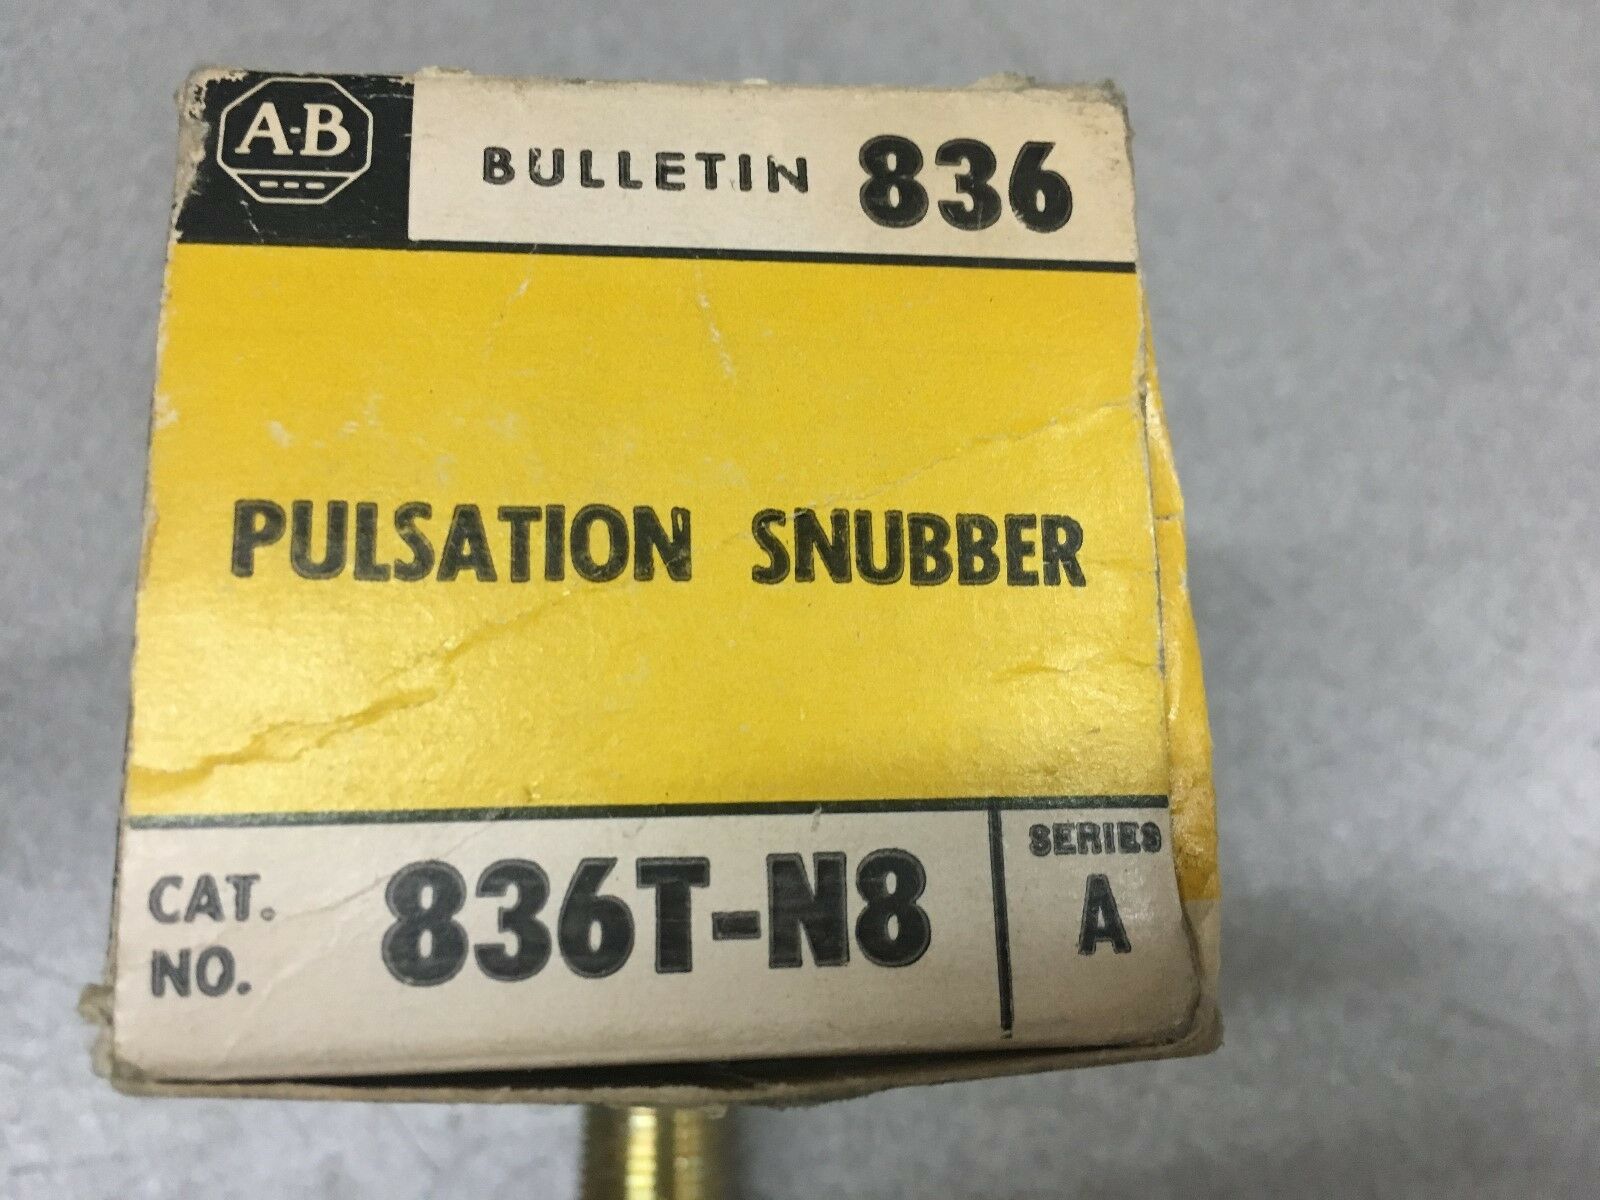 A-B
BULLETIN 836
PULSATION SNUBBER
CAT. NO. 836T-N8
SERIES A